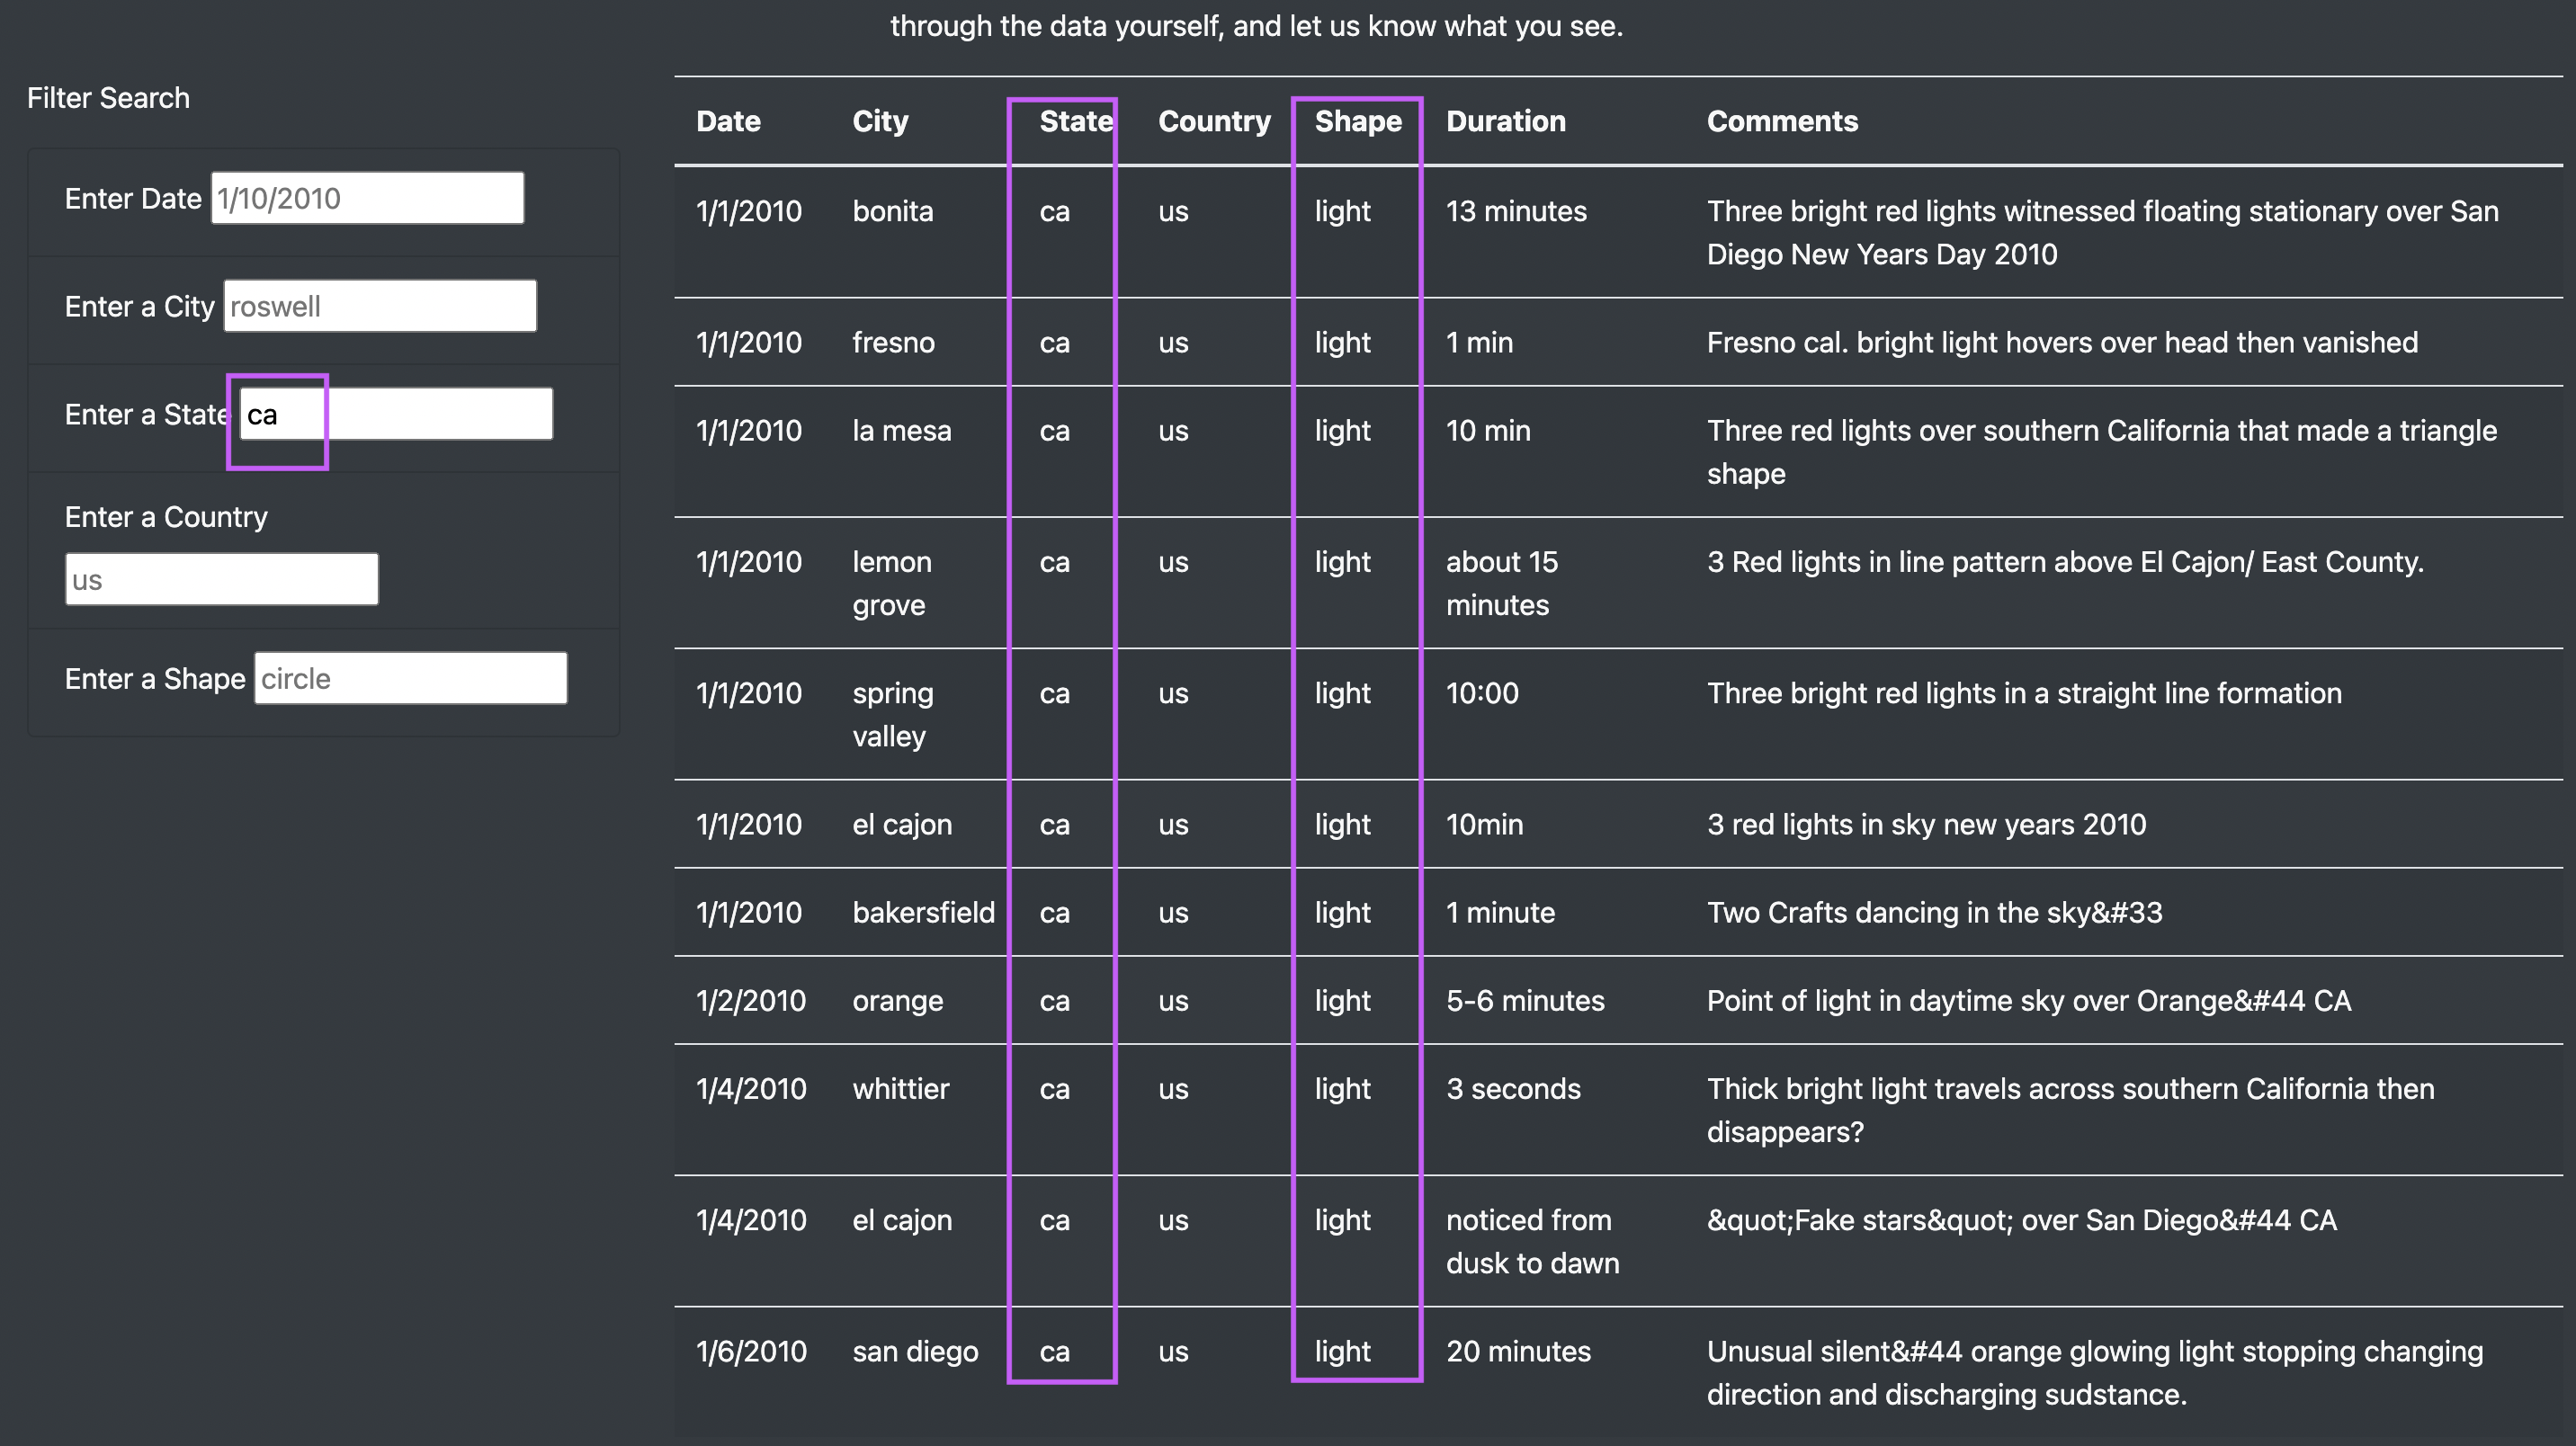 through the data yourself, and let us know what you see.
Filter Search
Enter Date 1/10/2010
Enter a City roswell
Enter a State ca
Enter a Country
us
Enter a Shape circle
Date City State Country Shape Duration Comments
1/1/2010 bonita ca us light 13 minutes Three bright red lights witnessed floating stationary over San
Diego New Years Day 2010
1/1/2010 fresno ca us light 1 min Fresno cal. bright light hovers over head then vanished
1/1/2010 la mesa ca us light 10 min Three red lights over southern California that made a triangle
shape
1/1/2010 lemon ca us light about 15 3 Red lights in line pattern above El Cajon/ East County.
grove minutes
1/1/2010 spring ca us light 10:00 Three bright red lights in a straight line formation
valley
1/1/2010 el cajon ca us light 10min 3 red lights in sky new years 2010
1/1/2010 bakersfield ca us light 1 minute Two Crafts dancing in the sky&#33
1/2/2010 orange ca us light 5-6 minutes Point of light in daytime sky over Orange&#44 CA
1/4/2010 whittier ca us light 3 seconds Thick bright light travels across southern California then
disappears?
1/4/2010 el cajon ca us light noticed from &quot;Fake stars&quot; over San Diego&#44 CA
dusk to dawn
1/6/2010 san diego ca us light 20 minutes Unusual silent&#44 orange glowing light stopping changing
direction and discharging sudstance.